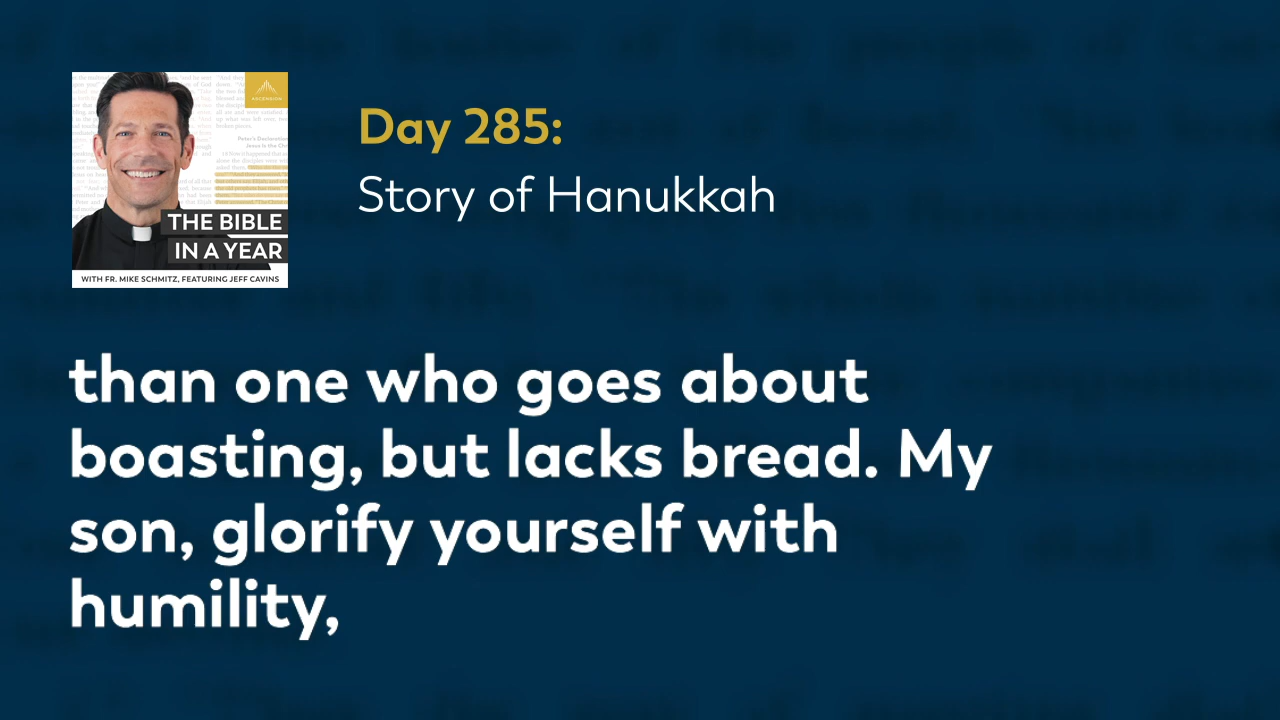 ASCENSION
THE BIBLE
IN A YEAR
WITH FR. MIKE SCHMITZ, FEATURING JEFF CAVINS
Day 285:
Story of Hanukkah
than one who goes about
boasting, but lacks bread. My
son, glorify yourself with
humility,